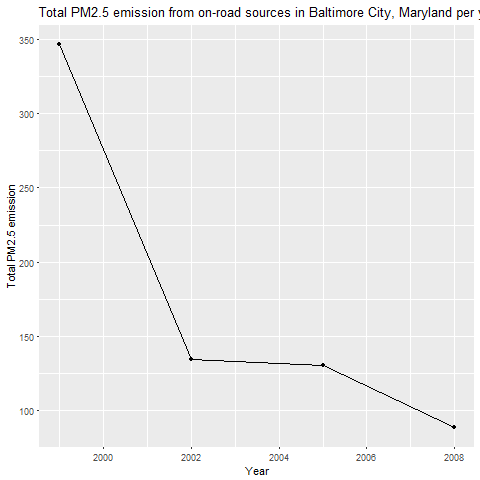 Total PM2.5 emission from on-road sources in Baltimore City, Maryland per y
350
300
250
200
150
100
Total PM2.5 emission
2000 2002 2004 2006 2008
Year